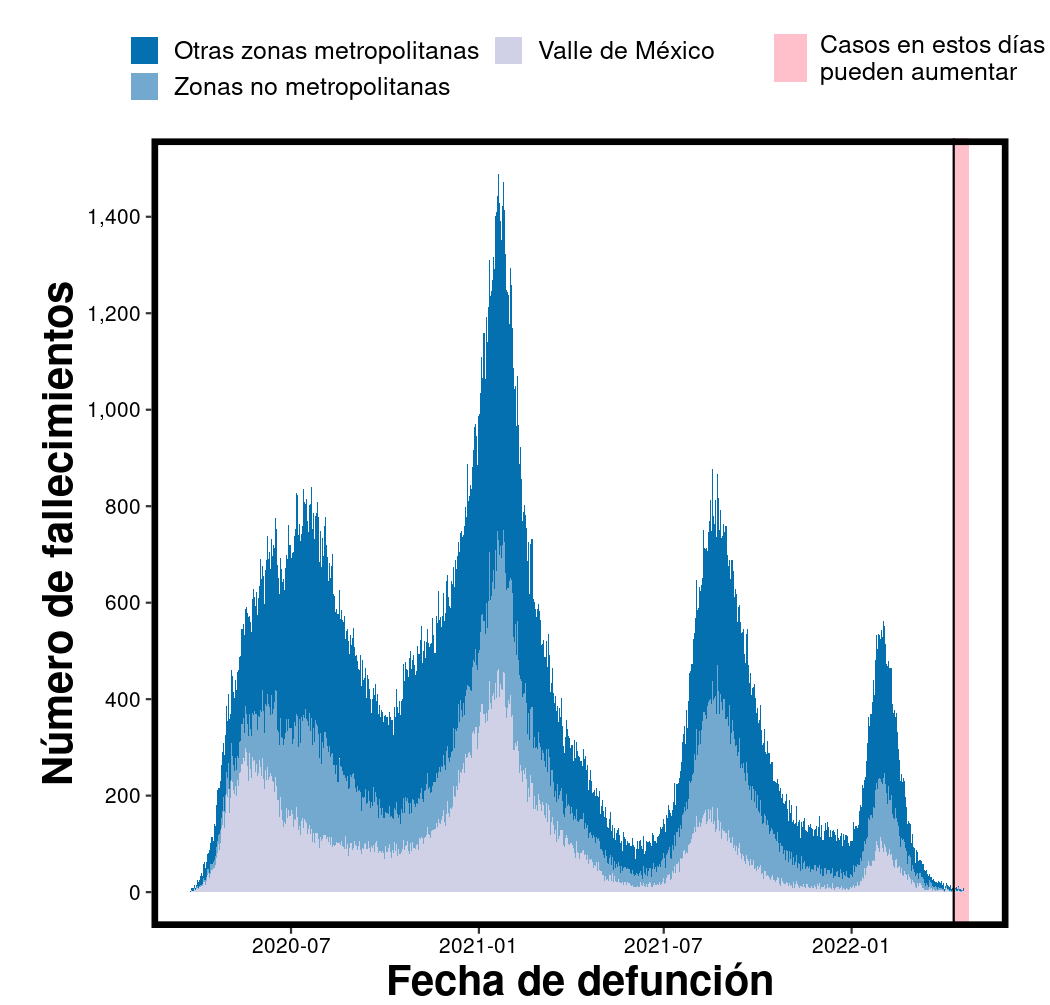 Otras zonas metropolitanas
Valle de México
Casos en estos días
pueden aumentar
Zonas no metropolitanas
Número de fallecimientos
1,400
1,200
1,000
800
600
400
200
0
2020-07
2021-01
2021-07
2022-01
Fecha de defunción